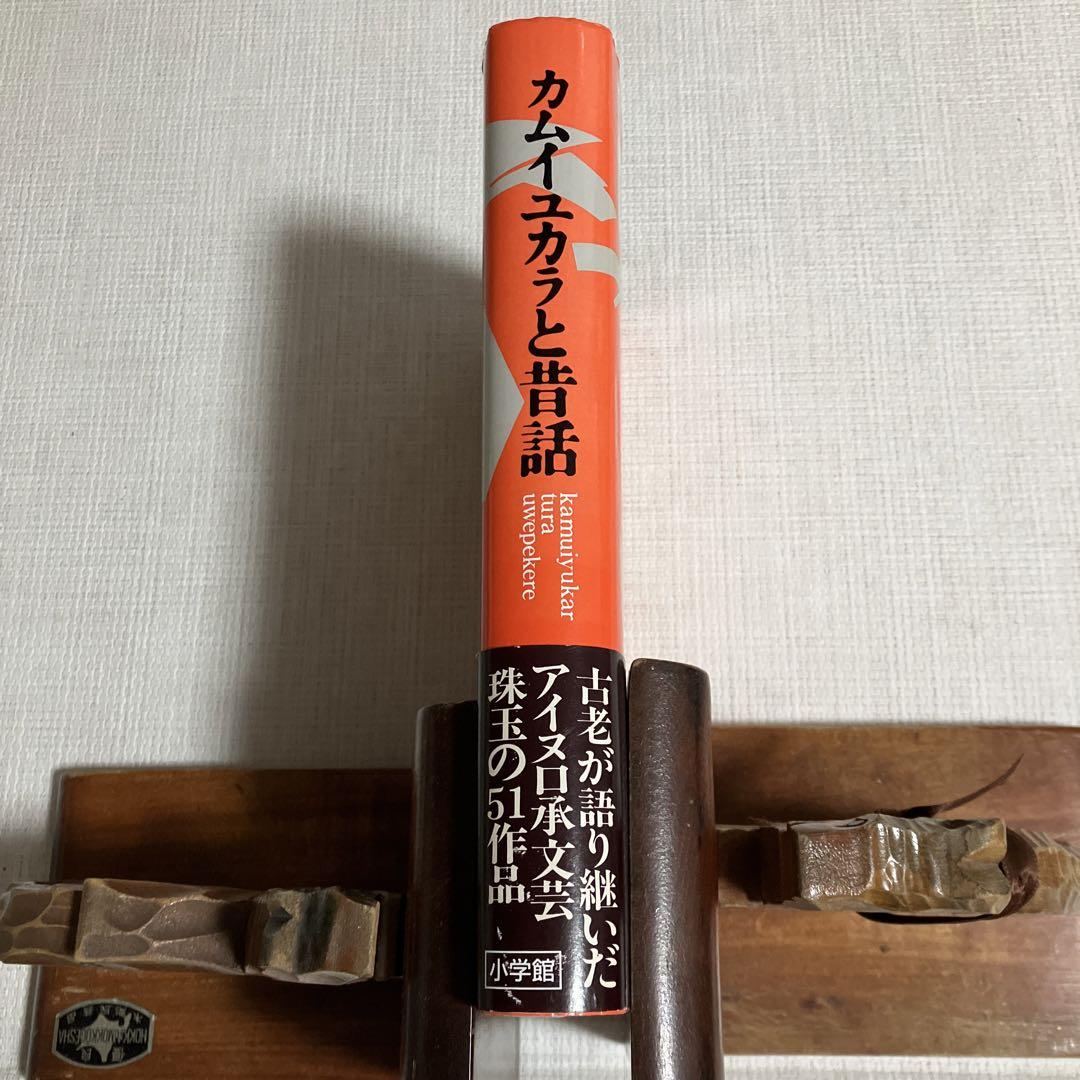 カムイユカラと昔話
kamuiyukar
tura
uwepekere
古老が語り継いだ
アイヌ口承文芸
珠玉の51作品
小学館